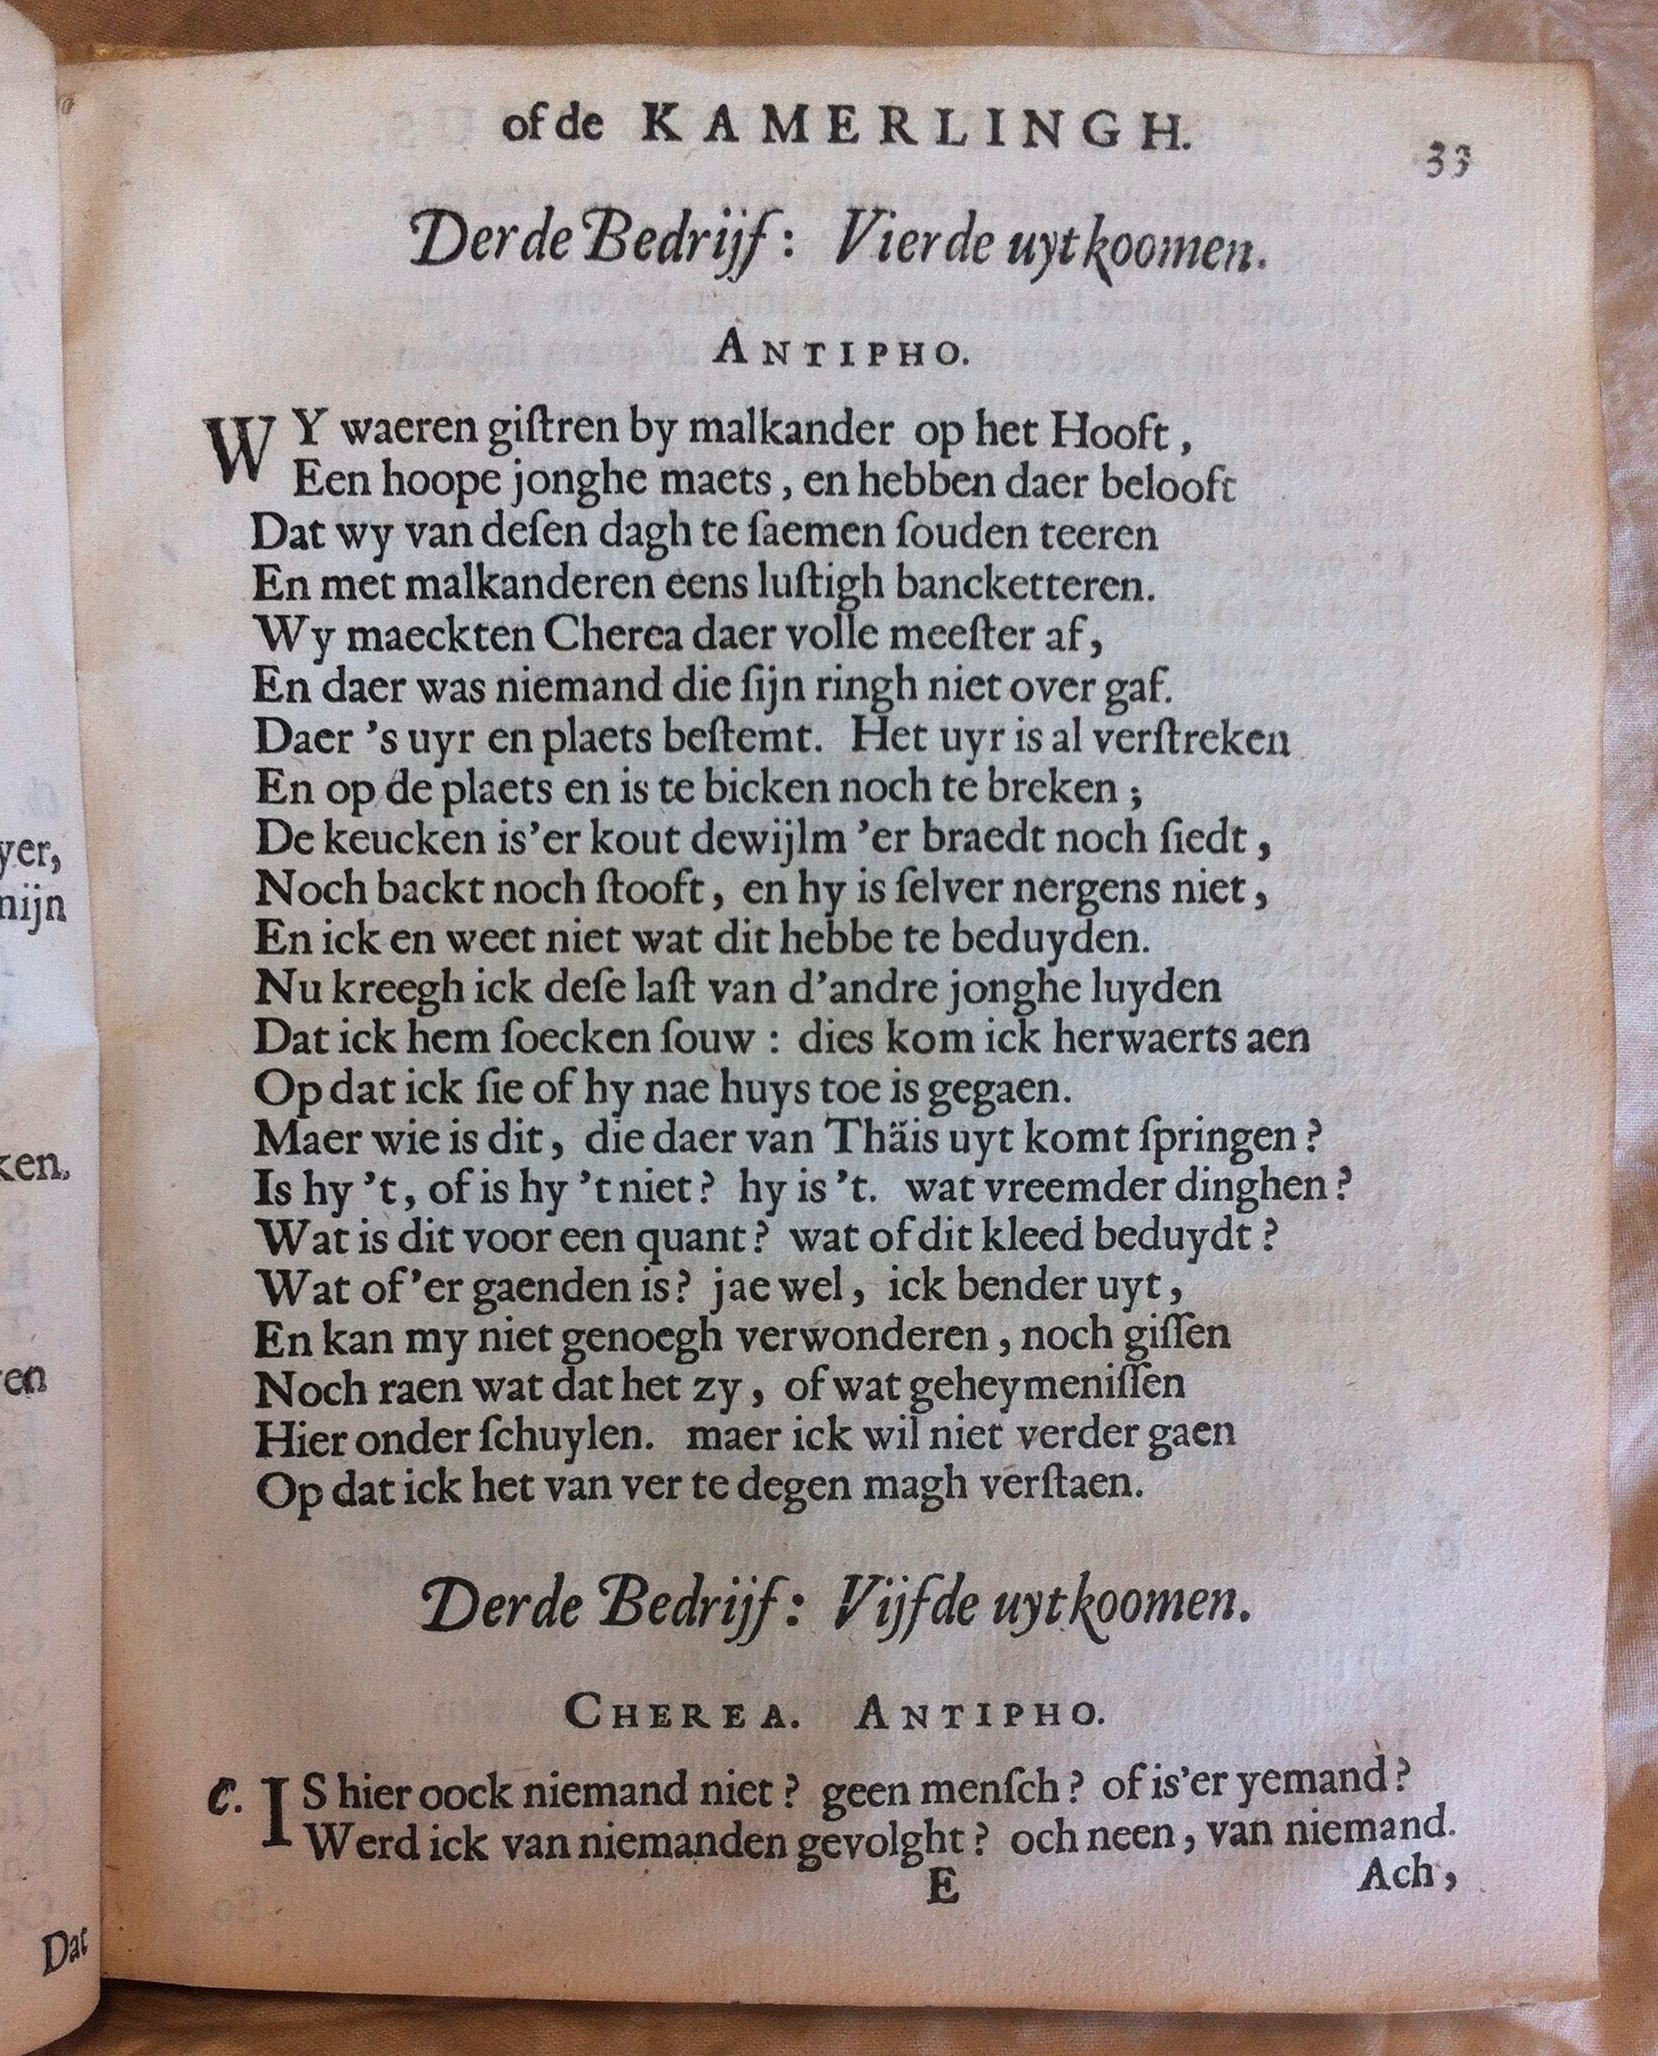 of de KAMERLINGH.
33
Derde Bedrijf: Vierde uytkoomen.
ANTIPHO.
WY waeren giſtren by malkander op het Hooft,
Een hoope jonghe maets, en hebben daer belooft
Dat wy van deſen dagh te ſaemen ſouden teeren
En met malkanderen eens luſtigh bancketteren.
Wy maeckten Cherea daer volle meeſter af,
En daer was niemand die ſijn ringh niet over gaf.
Daer 's uyr en plaets beſtemt. Het uyr is al verſtreken
En op de plaets en is te bicken noch te breken;
De keucken is'er kout dewijlm 'er braedt noch ſiedt,
Noch backt noch ſtooft, en hy is ſelver nergens niet,
En ick en weet niet wat dit hebbe te beduyden.
Nu kreegh ick deſe laſt van d'andre jonghe luyden
Dat ick hem ſoecken ſouw: dies kom ick herwaerts aen
Op dat ick ſie of hy nae huys toe is gegaen.
Maer wie is dit, die daer van Thäis uyt komt ſpringen?
Is hy 't, of is hy 't niet? hy is 't. wat vreemder dinghen?
Wat is dit voor een quant? wat of dit kleed beduydt?
Wat of 'er gaenden is? jae wel, ick bender uyt,
En kan my niet genoegh verwonderen, noch giſſen
Noch raen wat dat het zy, of wat geheymeniſſen
Hier onder ſchuylen. maer ick wil niet verder gaen
Op dat ick het van ver te degen magh verſtaen.
Derde Bedrijf: Vijfde uytkoomen.
CHEREA. ANTIPHO.
C. IS hier oock niemand niet? geen menſch? of is'er yemand?
Werd ick van niemanden gevolght? och neen, van niemand.
E Ach,
yer,
mijn
ken.
en
Dat